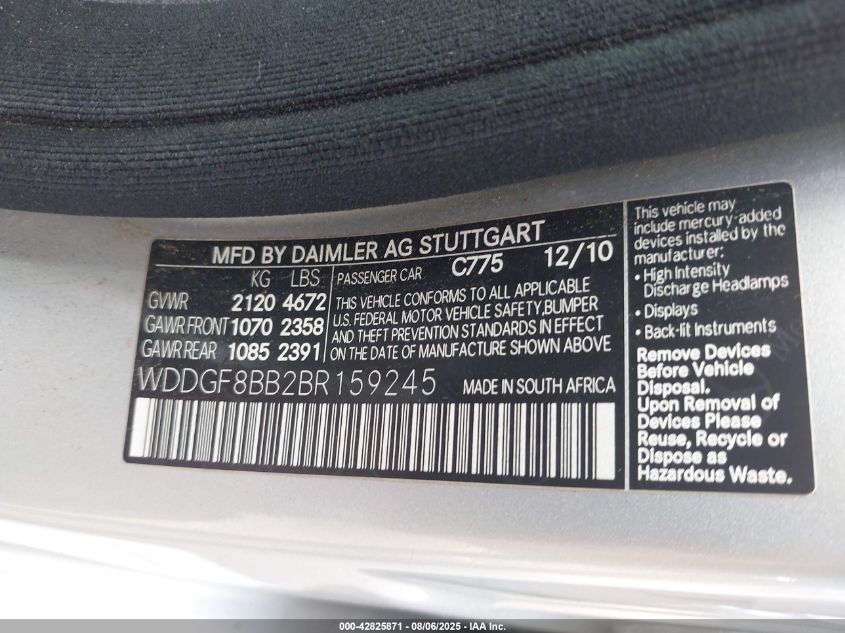 MFD BY DAIMLER AG STUTTGART
KG LBS PASSENGER CAR C775 12/10
GVWR 2120 4672
GAWR FRONT 1070 2358
GAWR REAR 1085 2391
THIS VEHICLE CONFORMS TO ALL APPLICABLE
U.S. FEDERAL MOTOR VEHICLE SAFETY,BUMPER
AND THEFT PREVENTION STANDARDS IN EFFECT
ON THE DATE OF MANUFACTURE SHOWN ABOVE
WDDGF8BB2BR159245 MADE IN SOUTH AFRICA
This vehicle may
include mercury-added
devices installed by the
manufacturer:
• High Intensity
Discharge Headlamps
• Displays
• Back-lit Instruments
Remove Devices
Before Vehicle
Disposal.
Upon Removal of
Devices Please
Reuse, Recycle or
Dispose as
Hazardous Waste.
000-42825871 - 08/06/2025 - IAA Inc.